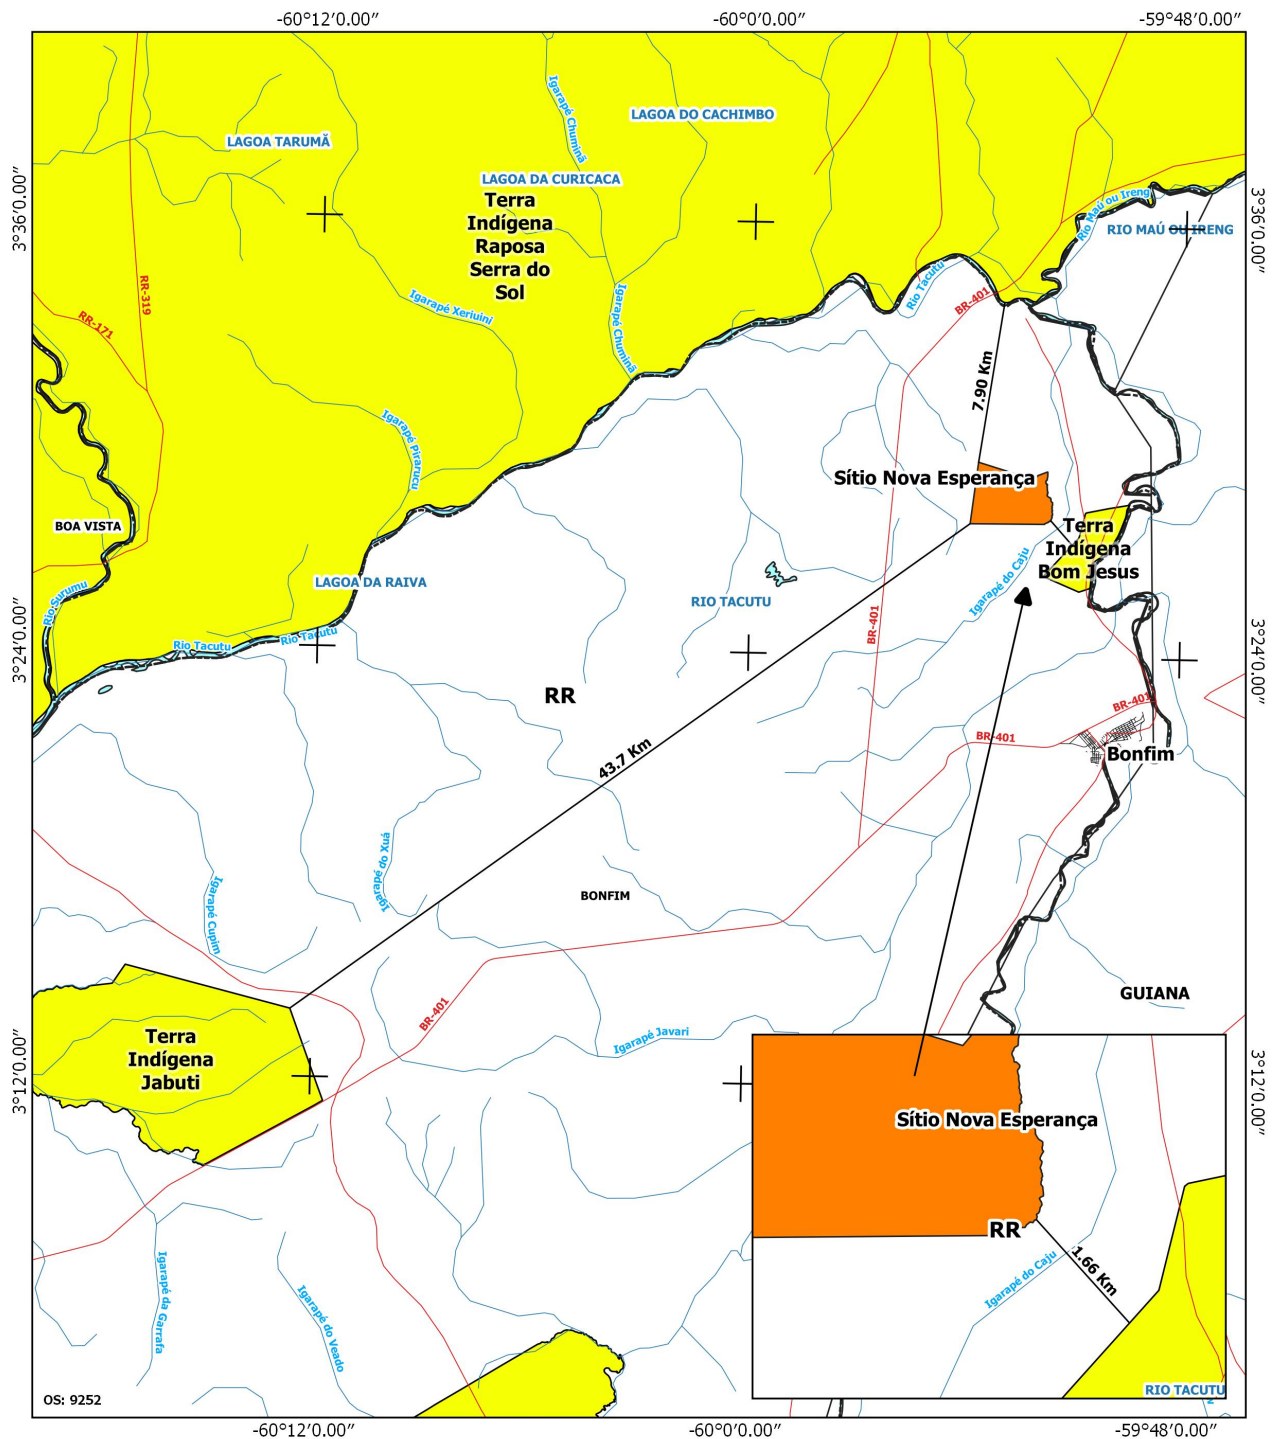 -60°12′0.00″
-60°0′0.00″
-59°48′0.00″
3°36′0.00″
3°36′0.00″
LAGOA TARUMÃ
Igarapé Chuminã
LAGOA DO CACHIMBO
LAGOA DA CURICACA
Terra
Indígena
Raposa
Serra do
Sol
Rio Maú ou Ireng
RIO MAÚ OU IRENG
RR-319
RR-171
Igarapé Xeriuini
Igarapé Chuminã
Rio Tacutu
BR-401
7.90 Km
Igarapé Pirarucu
Sítio Nova Esperança
BOA VISTA
Terra
Indígena
Bom Jesus
Igarapé do Caju
LAGOA DA RAIVA
RIO TACUTU
Rio Surumu
Rio Tacutu
Rio Tacutu
BR-401
3°24′0.00″
3°24′0.00″
RR
BR-401
BR-401
Bonfim
43.7 Km
Igarapé do Xuá
Igarapé Cupim
BONFIM
GUIANA
BR-401
Igarapé Javari
Terra
Indígena
Jabuti
3°12′0.00″
3°12′0.00″
Sítio Nova Esperança
RR
Igarapé do Caju
1.66 Km
RIO TACUTU
Igarapé da Garrafa
Igarapé do Veado
OS: 9252
-60°12′0.00″
-60°0′0.00″
-59°48′0.00″